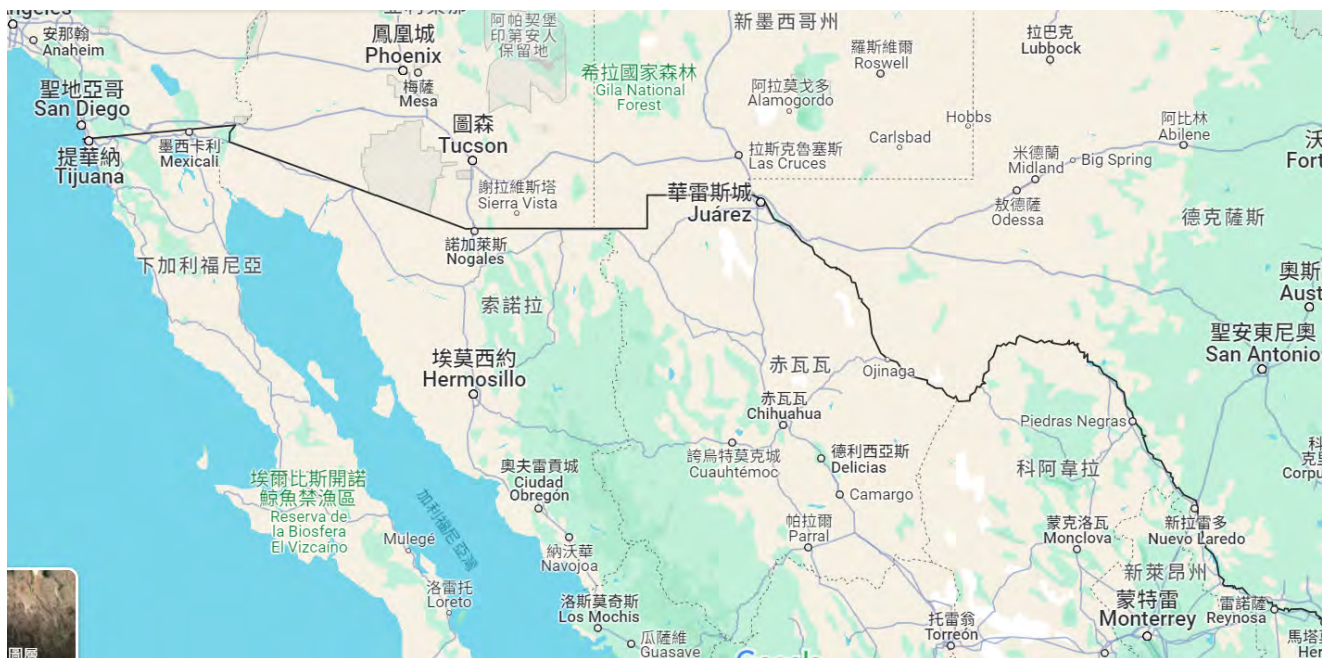 安那翰
Anaheim
鳳凰城
Phoenix
梅薩
Mesa
阿帕契堡
印第安人
保留地
新墨西哥州
希拉國家森林
Gila National
Forest
羅斯維爾
Roswell
拉巴克
Lubbock
阿拉莫戈多
Alamogordo
Hobbs
Carlsbad
聖地亞哥
San Diego
提華納
Tijuana
墨西卡利
Mexicali
圖森
Tucson
謝拉維斯塔
Sierra Vista
諾加萊斯
Nogales
拉斯克魯塞斯
Las Cruces
華雷斯城
Juárez
阿比林
Abilene
米德蘭
Midland
Big Spring
敖德薩
Odessa
德克薩斯
下加利福尼亞
索諾拉
埃莫西約
Hermosillo
赤瓦瓦
Ojinaga
赤瓦瓦
Chihuahua
聖安東尼奧
San Antonio
Piedras Negras
誇烏特莫克城
Cuauhtémoc
德利西亞斯
Delicias
Camargo
科阿韋拉
奧夫雷貢城
Ciudad
Obregón
埃爾比斯開諾
鯨魚禁漁區
Reserva de
la Biosfera
El Vizcaíno
加利福尼亞灣
Mulegé
納沃華
Navojoa
帕拉爾
Parral
蒙克洛瓦
Monclova
新拉雷多
Nuevo Laredo
新萊昂州
洛雷托
Loreto
洛斯莫奇斯
Los Mochis
瓜薩維
Guasave
托雷翁
Torreón
蒙特雷
Monterrey
雷諾薩
Reynosa
圖層